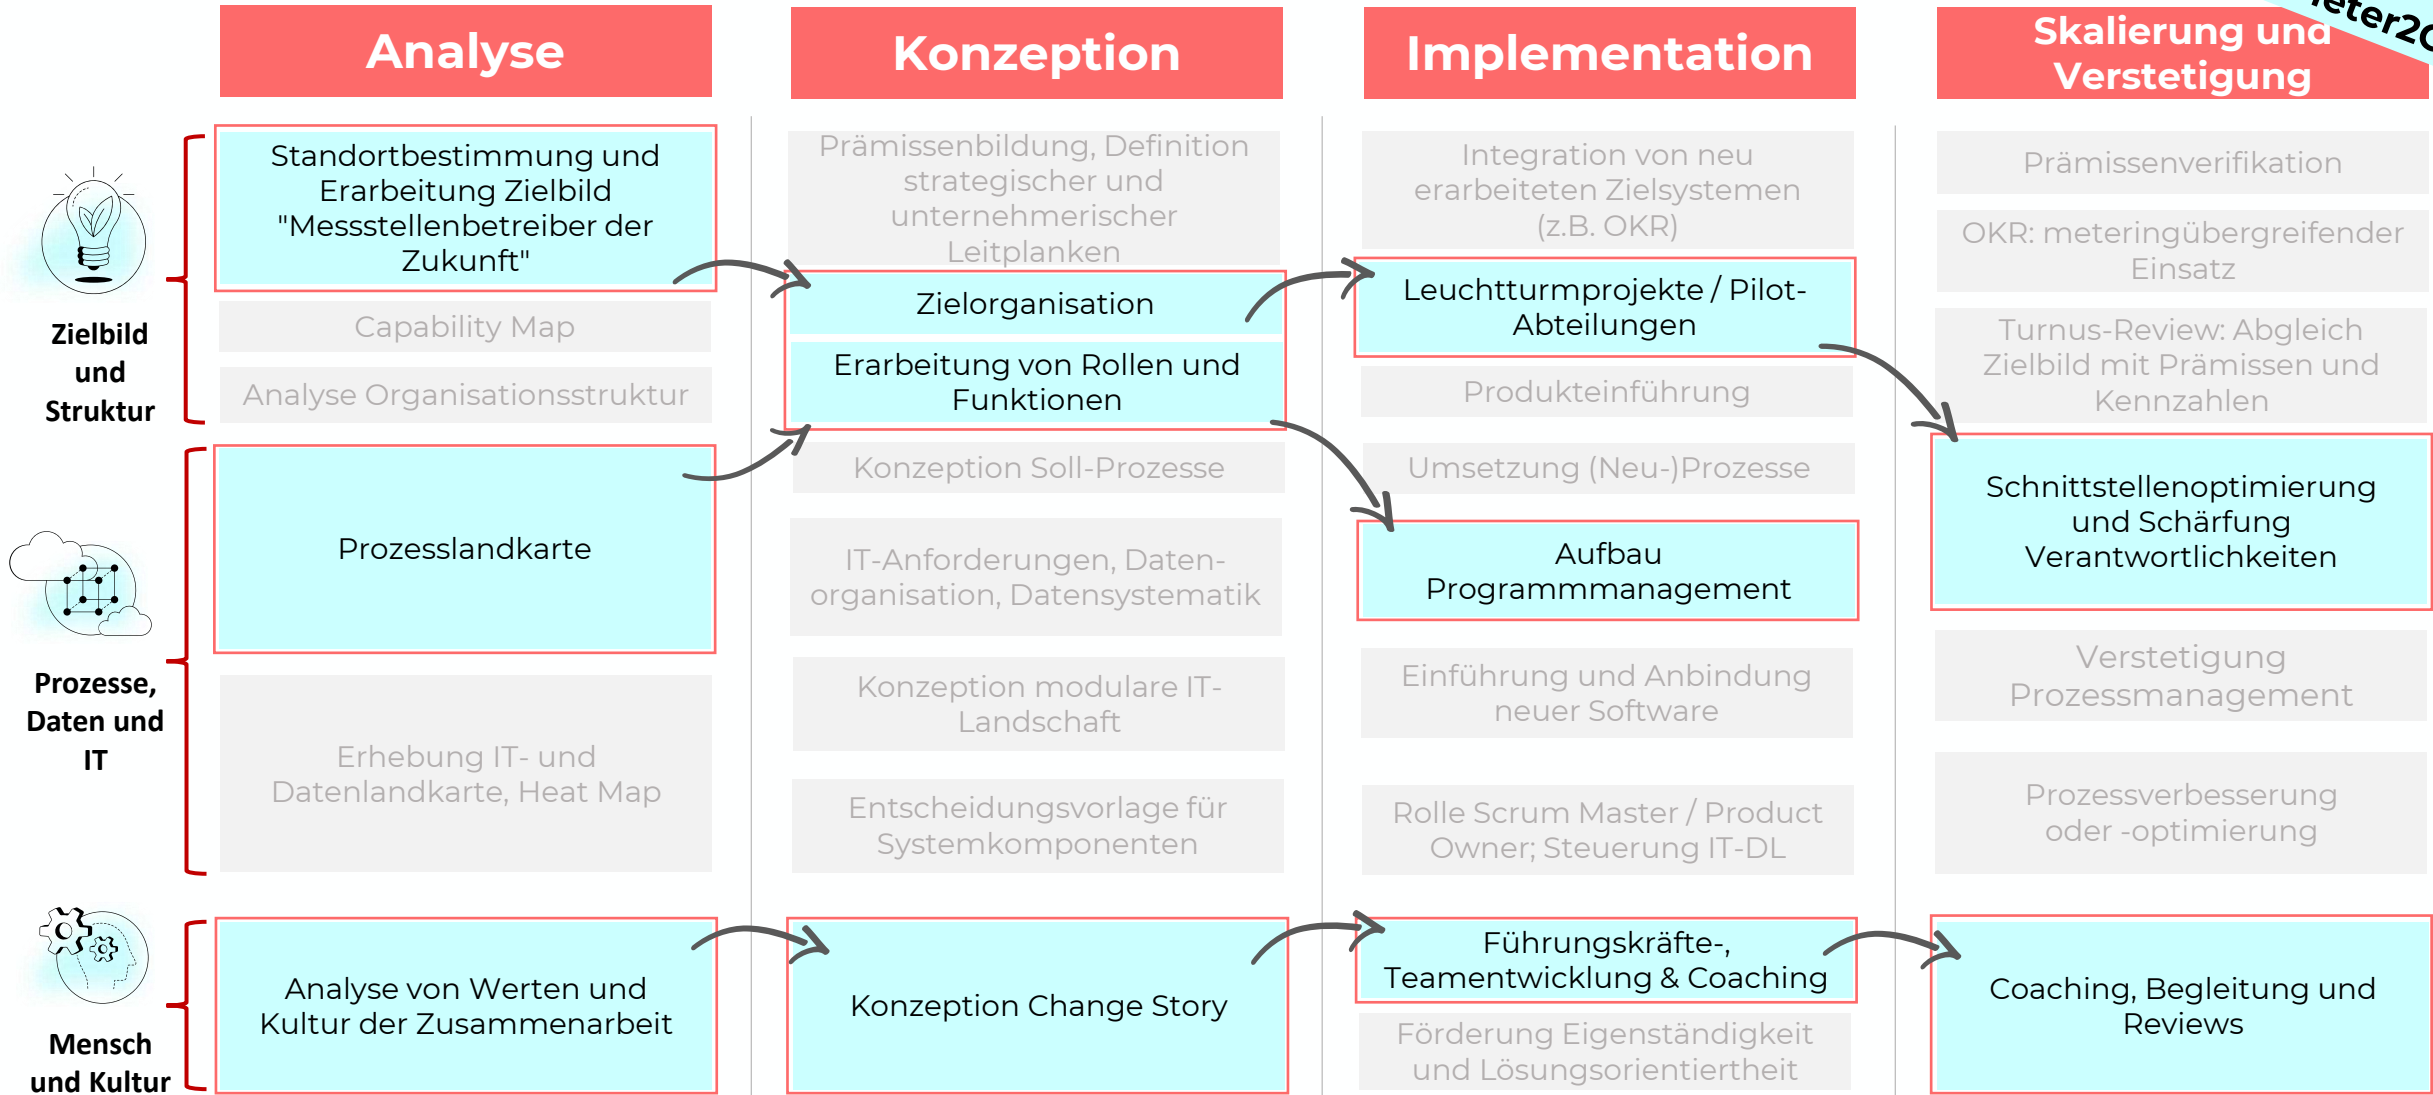 Analyse
Konzeption
Implementation
Skalierung und
Verstetigung
Zielbild
und
Struktur
Standortbestimmung und
Erarbeitung Zielbild
"Messstellenbetreiber der
Zukunft"
Capability Map
Analyse Organisationsstruktur
Prämissenbildung, Definition
strategischer und
unternehmerischer
Leitplanken
Zielorganisation
Erarbeitung von Rollen und
Funktionen
Integration von neu
erarbeiteten Zielsystemen
(z.B. OKR)
Leuchtturmprojekte / Pilot-
Abteilungen
Produkteinführung
Prämissenverifikation
OKR: meteringübergreifender
Einsatz
Turnus-Review: Abgleich
Zielbild mit Prämissen und
Kennzahlen
Prozesse,
Daten und
IT
Prozesslandkarte
Erhebung IT- und
Datenlandkarte, Heat Map
Konzeption Soll-Prozesse
IT-Anforderungen, Daten-
organisation, Datensystematik
Konzeption modulare IT-
Landschaft
Entscheidungsvorlage für
Systemkomponenten
Umsetzung (Neu-)Prozesse
Aufbau
Programmmanagement
Einführung und Anbindung
neuer Software
Rolle Scrum Master / Product
Owner; Steuerung IT-DL
Schnittstellenoptimierung
und Schärfung
Verantwortlichkeiten
Verstetigung
Prozessmanagement
Prozessverbesserung
oder -optimierung
Mensch
und Kultur
Analyse von Werten und
Kultur der Zusammenarbeit
Konzeption Change Story
Führungskräfte-,
Teamentwicklung & Coaching
Förderung Eigenständigkeit
und Lösungsorientiertheit
Coaching, Begleitung und
Reviews